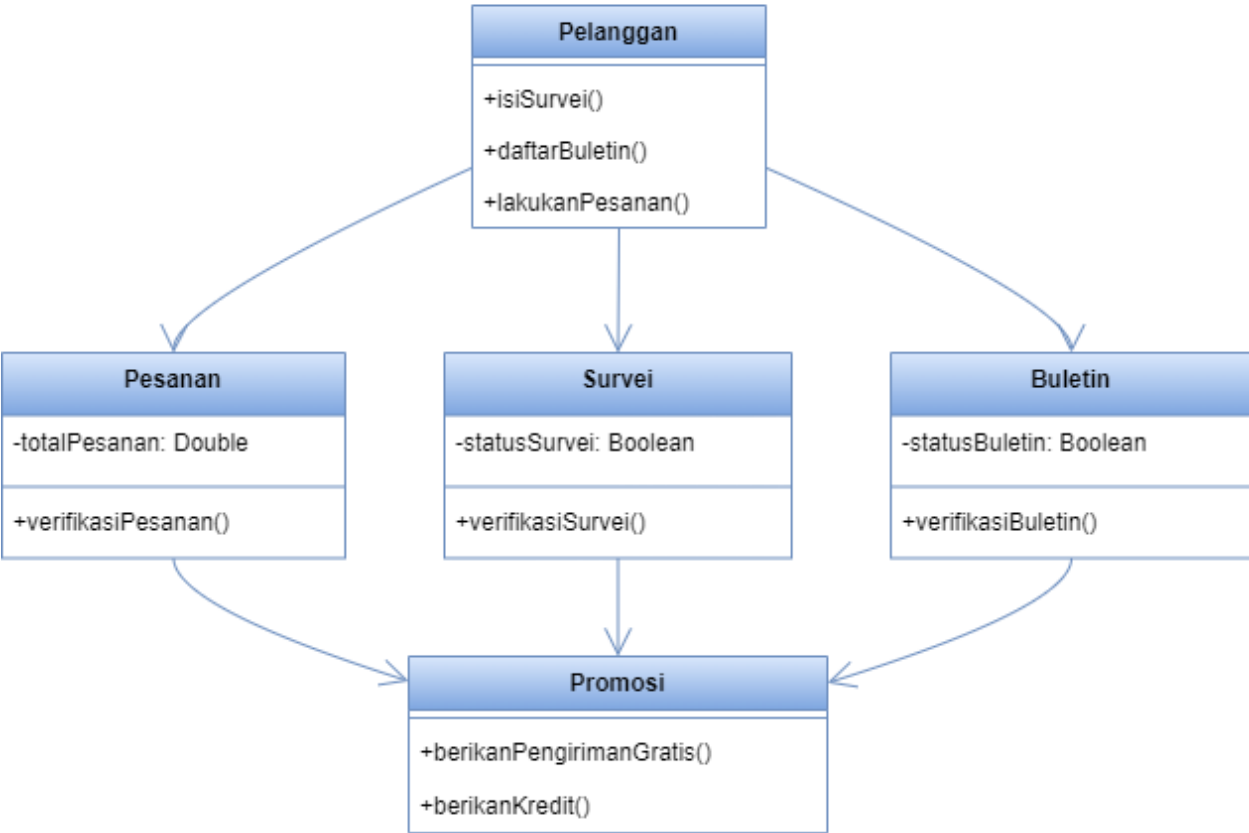 Pelanggan
+isiSurvei()
+daftarBuletin()
+lakukanPesanan()
Pesanan
-totalPesanan: Double
+verifikasiPesanan()
Survei
-statusSurvei: Boolean
+verifikasiSurvei()
Buletin
-statusBuletin: Boolean
+verifikasiBuletin()
Promosi
+berikanPengirimanGratis()
+berikanKredit()